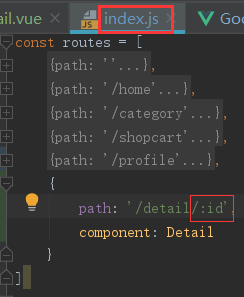 ail.vue
index.js
Goo
const routes = [
{path: ''...},
{path: '/home'...},
{path: '/category'...},
{path: '/shopcart'...},
{path: '/profile'...},
{
path: '/detail/:id',
component: Detail
}
]